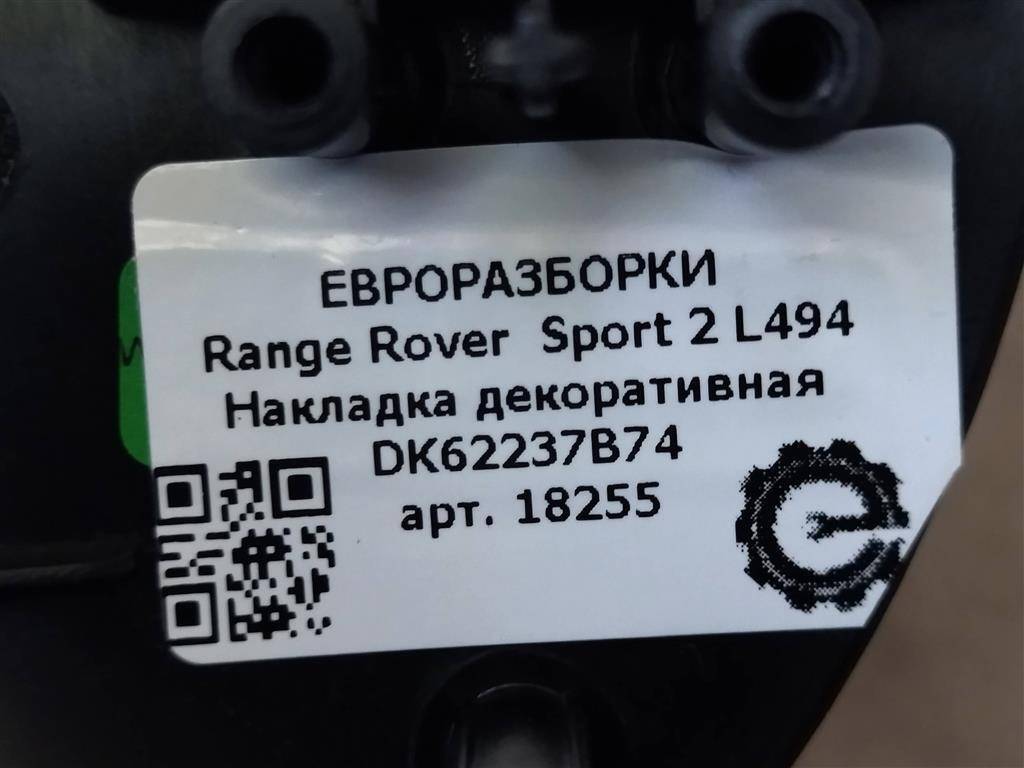 ЕВРОРАЗБОРКИ
Range Rover Sport 2 L494
Накладка декоративная
DK62237B74
арт. 18255